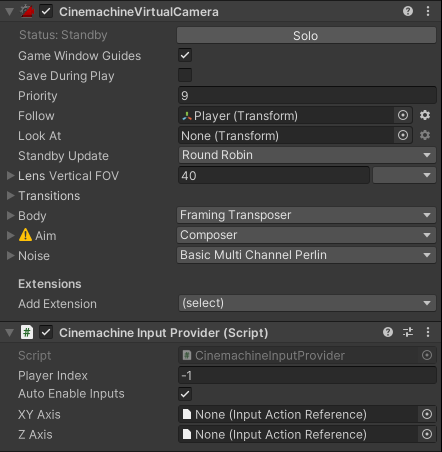 CinemachineVirtualCamera
Status: Standby Solo
Game Window Guides
Save During Play
Priority 9
Follow Player (Transform)
Look At None (Transform)
Standby Update Round Robin
Lens Vertical FOV 40
Transitions
Body Framing Transposer
Aim Composer
Noise Basic Multi Channel Perlin
Extensions
Add Extension (select)
# Cinemachine Input Provider (Script)
Script # CinemachineInputProvider
Player Index -1
Auto Enable Inputs
XY Axis None (Input Action Reference)
Z Axis None (Input Action Reference)